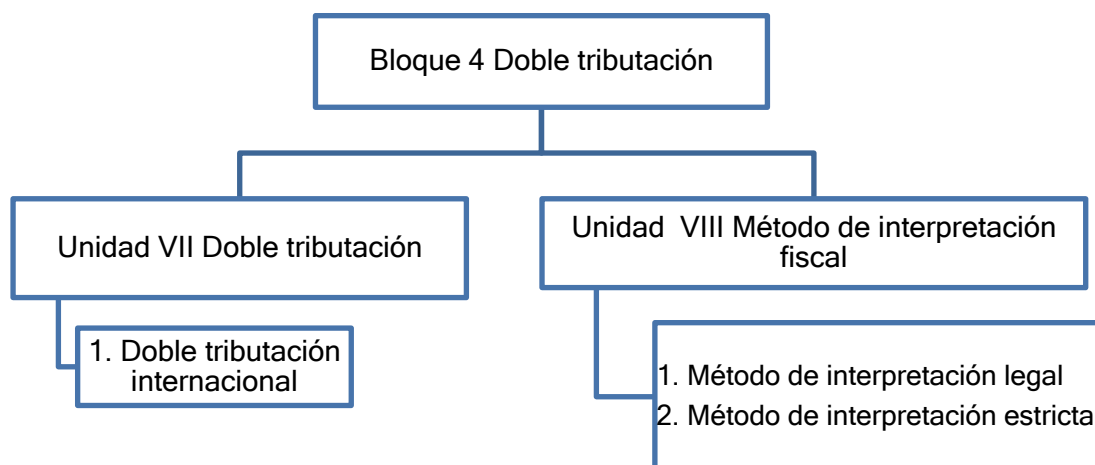 Bloque 4 Doble tributación
Unidad VII Doble tributación
1. Doble tributación
internacional
Unidad VIII Método de interpretación
fiscal
1. Método de interpretación legal
2. Método de interpretación estricta